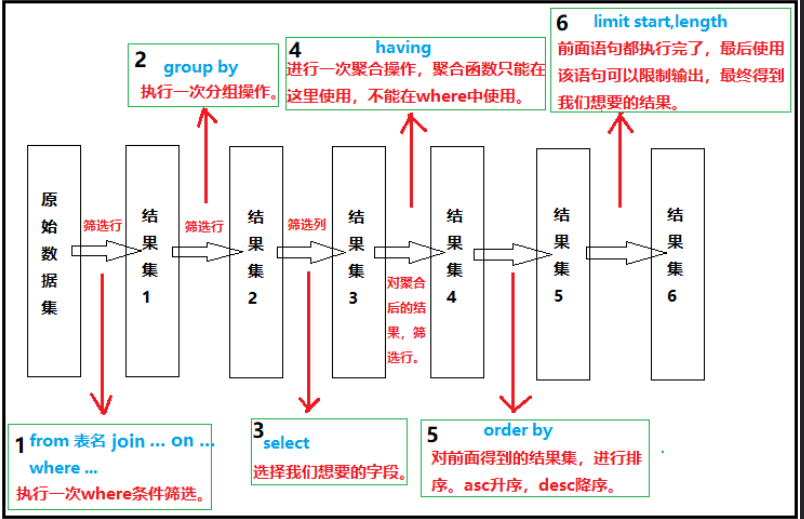 2
group by
执行一次分组操作。
4
having
进行一次聚合操作，聚合函数只能在
这里使用，不能在where中使用。
6
limit start,length
前面语句都执行完了，最后使用
该语句可以限制输出，最终得到
我们想要的结果。
原始数据集
筛选行
结果集1
筛选行
结果集2
筛选列
结果集3
对聚合
后的结
果，筛
选行。
结果集4
结果集5
结果集6
1
from 表名 join ... on ...
where ...
执行一次where条件筛选。
3
select
选择我们想要的字段。
5
order by
对前面得到的结果集，进行排
序。asc升序，desc降序。